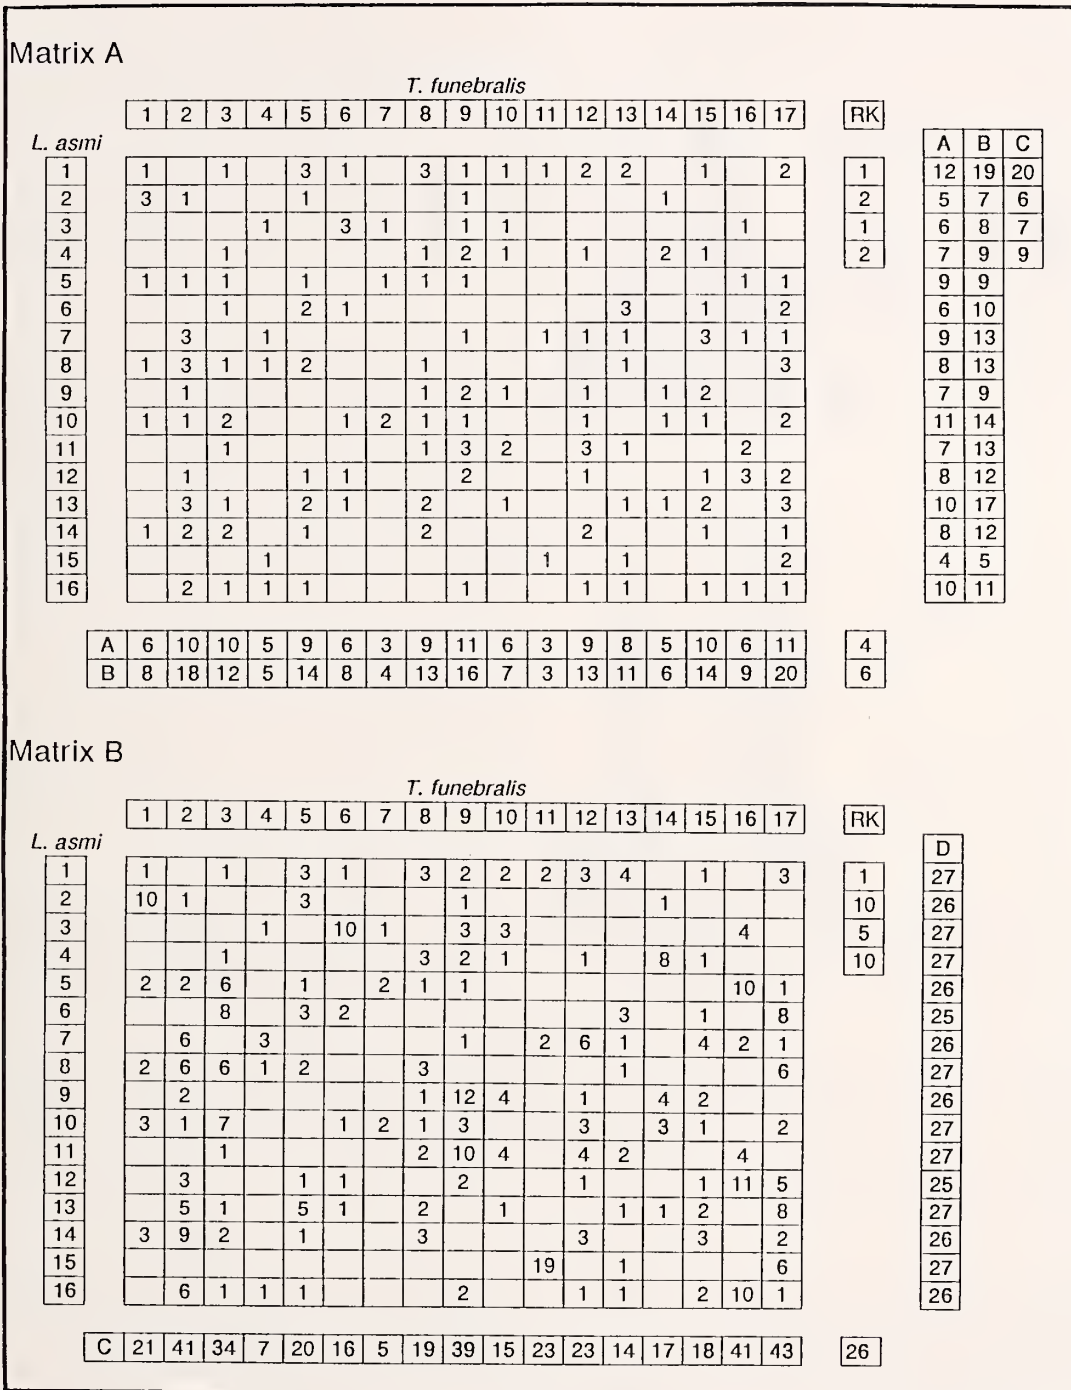 Matrix A
T. funebralis
1 2 3 4 5 6 7 8 9 10 11 12 13 14 15 16 17 RK
L. asmi A B C
1 1 1 3 1 3 1 1 1 2 2 1 2 1 12 19 20
2 3 1 1 1 1 2 5 7 6
3 1 3 1 1 1 1 1 6 8 7
4 1 1 2 1 1 2 1 2 7 9 9
5 1 1 1 1 1 1 1 1 1 9 9
6 1 2 1 3 1 2 6 10
7 3 1 1 1 1 1 3 1 1 9 13
8 1 3 1 1 2 1 1 3 8 13
9 1 1 2 1 1 1 2 7 9
10 1 1 2 1 2 1 1 1 1 1 2 11 14
11 1 1 3 2 3 1 2 7 13
12 1 1 1 2 1 1 3 2 8 12
13 3 1 2 1 2 1 1 1 2 3 10 17
14 1 2 2 1 2 2 1 1 8 12
15 1 1 1 2 4 5
16 2 1 1 1 1 1 1 1 1 1 10 11
A 6 10 10 5 9 6 3 9 11 6 3 9 8 5 10 6 11 4
B 8 18 12 5 14 8 4 13 16 7 3 13 11 6 14 9 20 6
Matrix B
T. funebralis
1 2 3 4 5 6 7 8 9 10 11 12 13 14 15 16 17 RK
L. asmi D
1 1 1 3 1 3 2 2 2 3 4 1 3 1 27
2 10 1 3 1 1 10 26
3 1 10 1 3 3 4 5 27
4 1 3 2 1 1 8 1 10 27
5 2 2 6 1 2 1 1 10 1 26
6 8 3 2 3 1 8 25
7 6 3 1 2 6 1 4 2 1 26
8 2 6 6 1 2 3 1 6 27
9 2 1 12 4 1 4 2 26
10 3 1 7 1 2 1 3 3 3 1 2 27
11 1 2 10 4 4 2 4 27
12 3 1 1 2 1 1 11 5 25
13 5 1 5 1 2 1 1 1 2 8 27
14 3 9 2 1 3 3 3 2 26
15 19 1 6 27
16 6 1 1 1 2 1 1 2 10 1 26
C 21 41 34 7 20 16 5 19 39 15 23 23 14 17 18 41 43 26